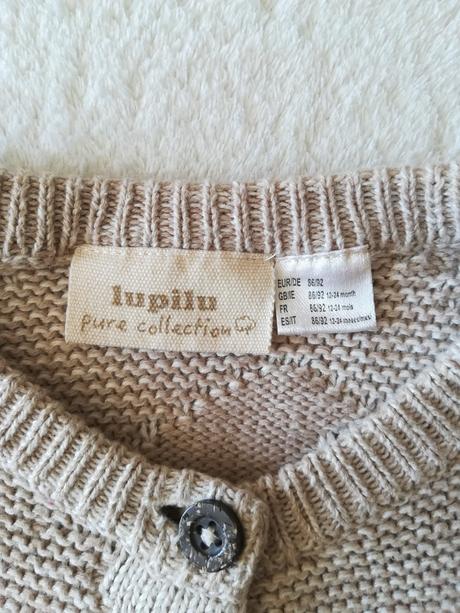 lupilu
ure collection
EUR/DE 86/92
GB/IE 86/92 12-24 month
FR 86/92 12-24 mois
ES/IT 86/92 12-24 meses/mesi